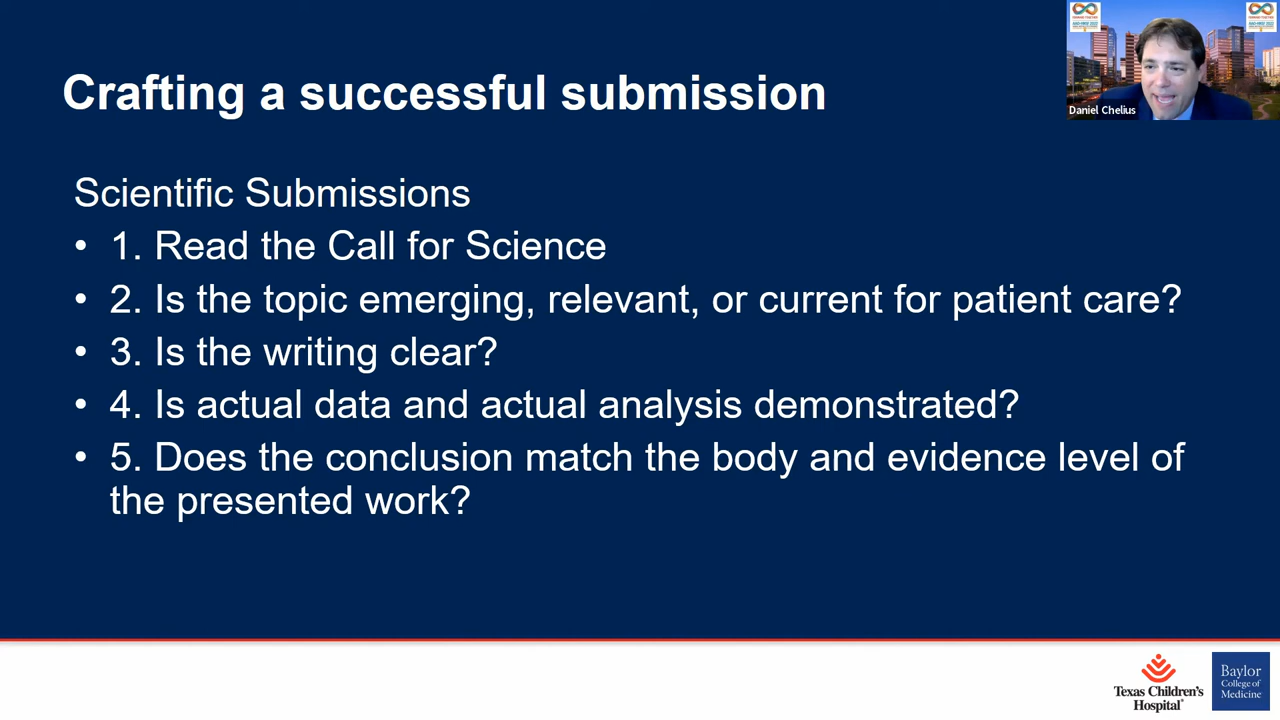 Crafting a successful submission
Daniel Chelius
Scientific Submissions
• 1. Read the Call for Science
• 2. Is the topic emerging, relevant, or current for patient care?
• 3. Is the writing clear?
• 4. Is actual data and actual analysis demonstrated?
• 5. Does the conclusion match the body and evidence level of
the presented work?
Texas Children's
Hospital
Baylor
College of
Medicine